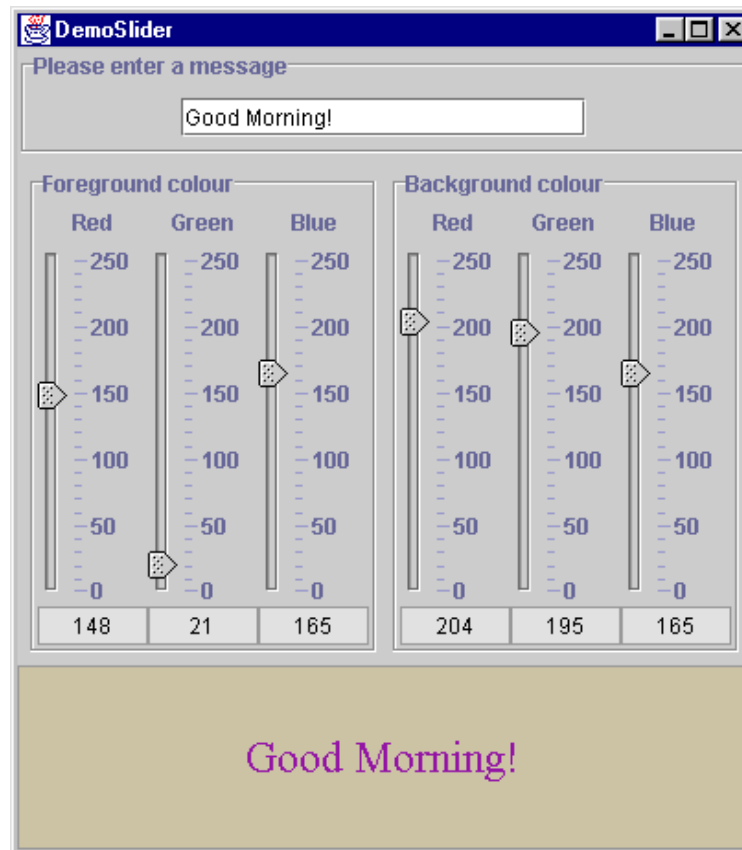 DemoSlider
Please enter a message
Good Morning!
Foreground colour
Red Green Blue
250 250 250
200 200 200
150 150 150
100 100 100
50 50 50
0 0 0
148 21 165
Background colour
Red Green Blue
250 250 250
200 200 200
150 150 150
100 100 100
50 50 50
0 0 0
204 195 165
Good Morning!